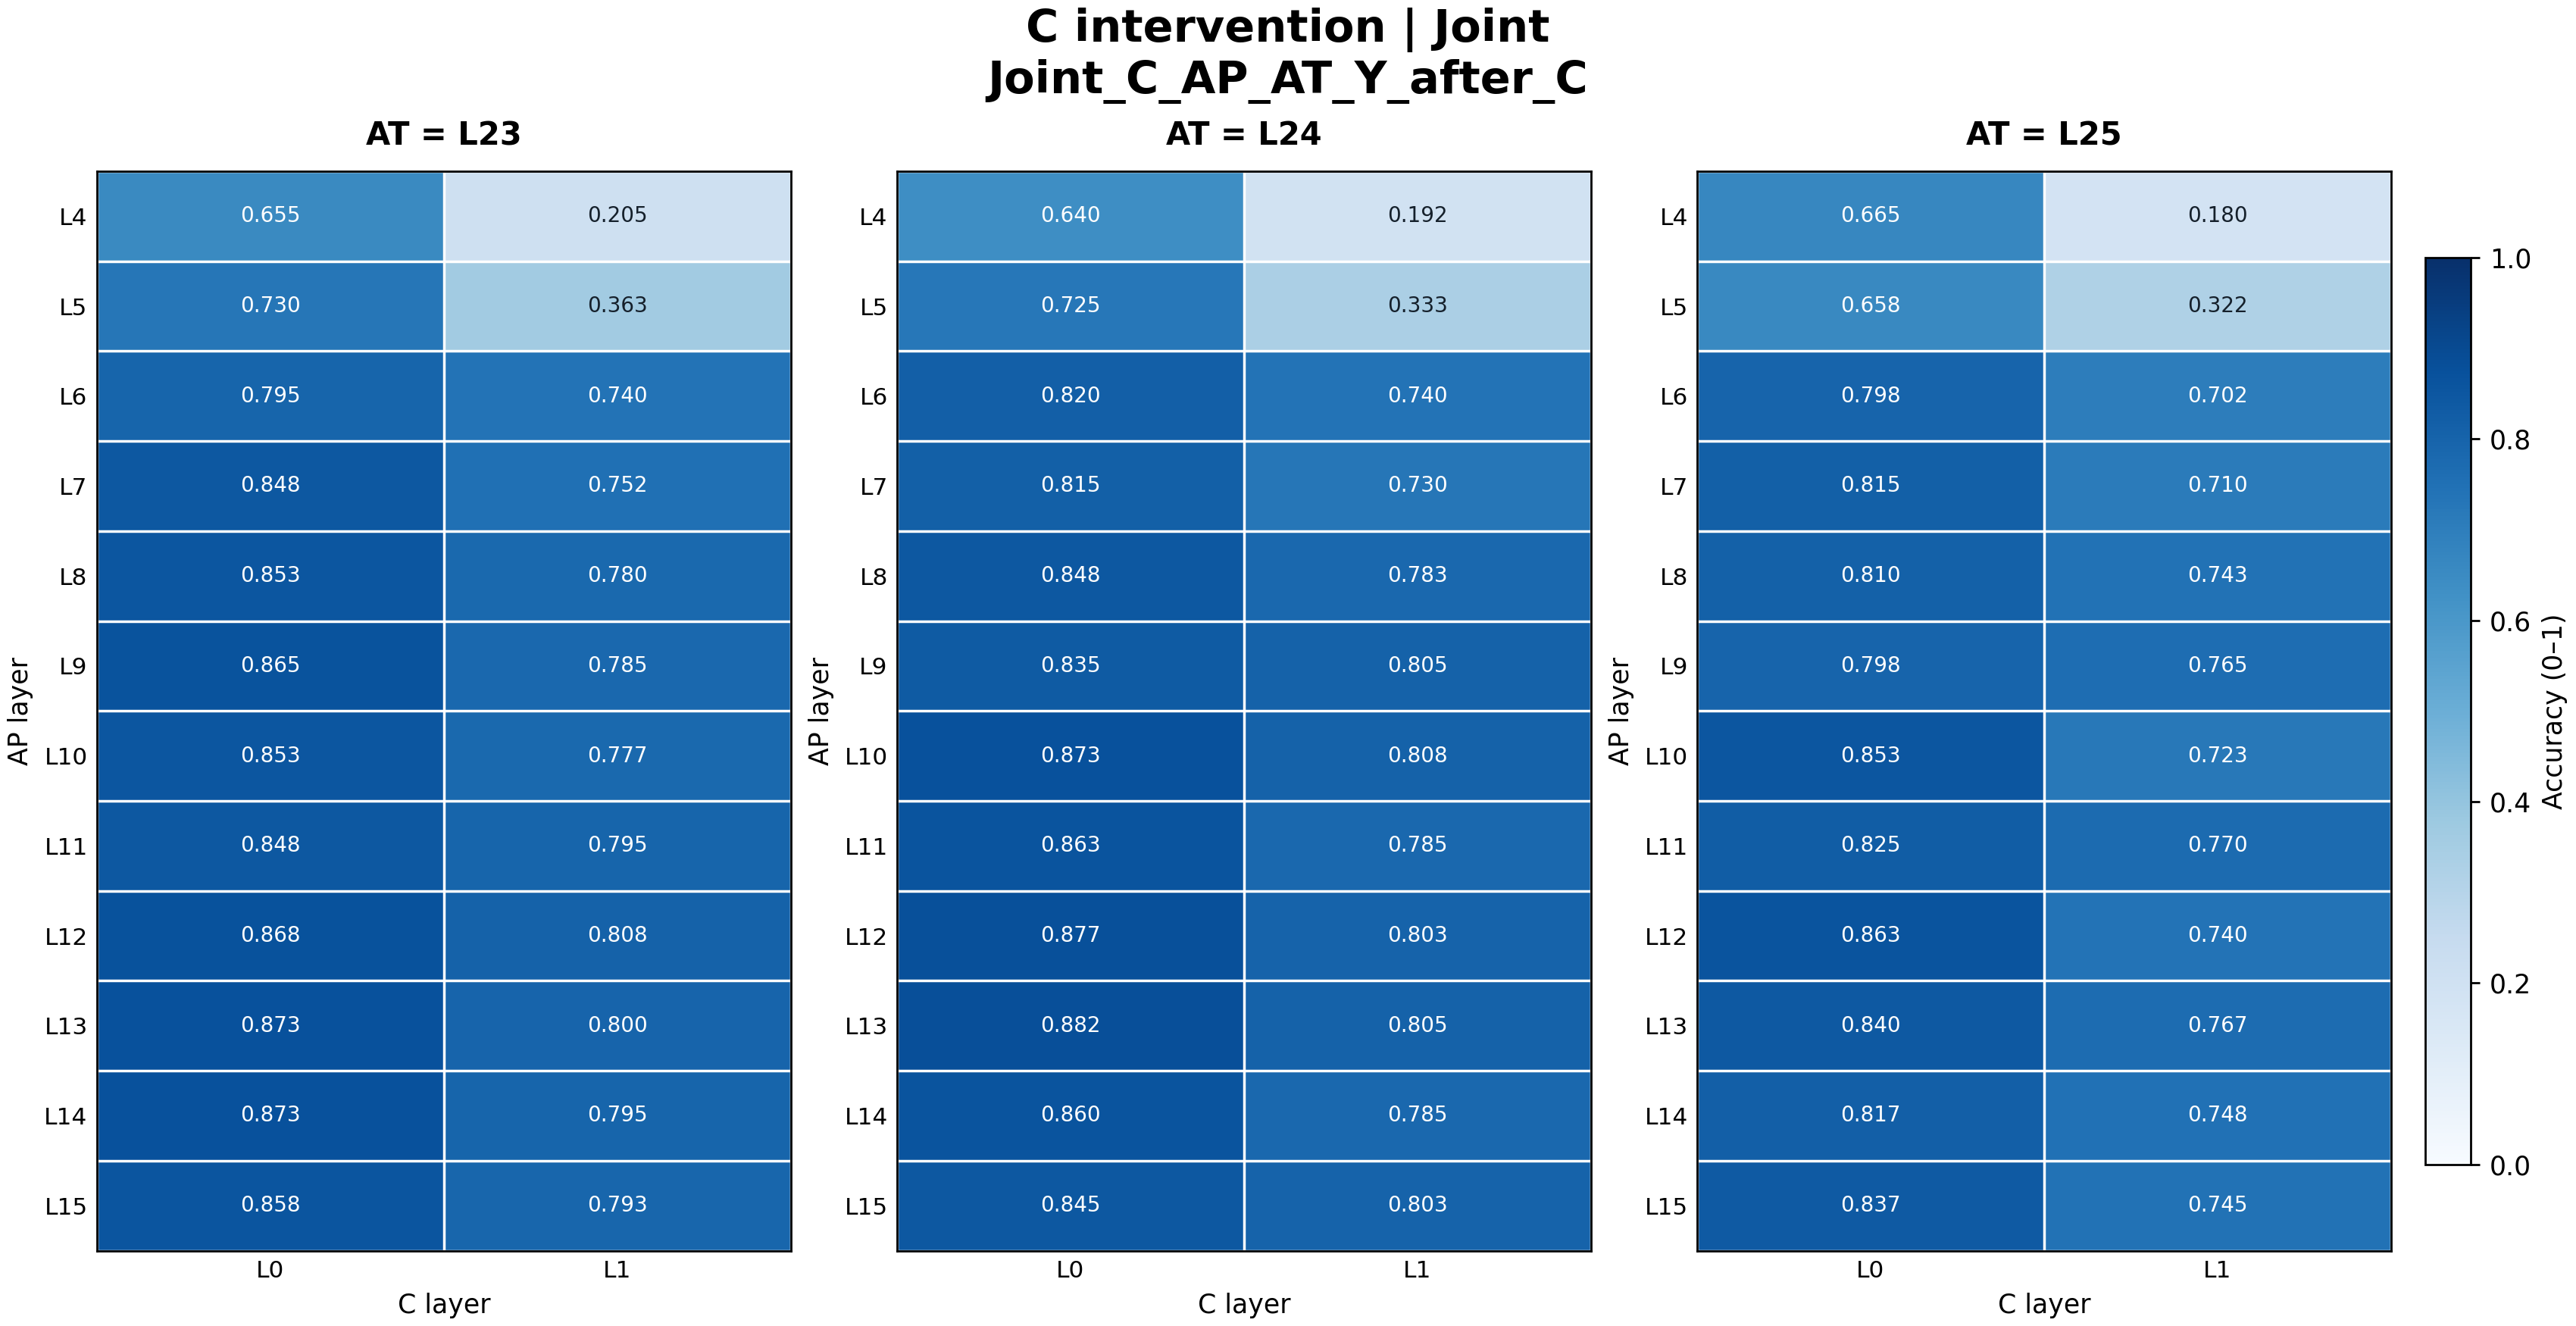 C intervention | Joint
Joint_C_AP_AT_Y_after_C
AT = L23
AP layer
L4 0.655 0.205
L5 0.730 0.363
L6 0.795 0.740
L7 0.848 0.752
L8 0.853 0.780
L9 0.865 0.785
L10 0.853 0.777
L11 0.848 0.795
L12 0.868 0.808
L13 0.873 0.800
L14 0.873 0.795
L15 0.858 0.793
L0 L1
C layer
AT = L24
AP layer
L4 0.640 0.192
L5 0.725 0.333
L6 0.820 0.740
L7 0.815 0.730
L8 0.848 0.783
L9 0.835 0.805
L10 0.873 0.808
L11 0.863 0.785
L12 0.877 0.803
L13 0.882 0.805
L14 0.860 0.785
L15 0.845 0.803
L0 L1
C layer
AT = L25
AP layer
L4 0.665 0.180
L5 0.658 0.322
L6 0.798 0.702
L7 0.815 0.710
L8 0.810 0.743
L9 0.798 0.765
L10 0.853 0.723
L11 0.825 0.770
L12 0.863 0.740
L13 0.840 0.767
L14 0.817 0.748
L15 0.837 0.745
L0 L1
C layer
1.0
0.8
0.6
0.4
0.2
0.0
Accuracy (0–1)